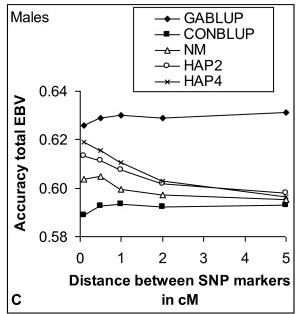 Males
GABLUP
CONBLUP
NM
HAP2
HAP4
Accuracy total EBV
0.64
0.62
0.60
0.58
0 1 2 3 4 5
Distance between SNP markers
in cM
C